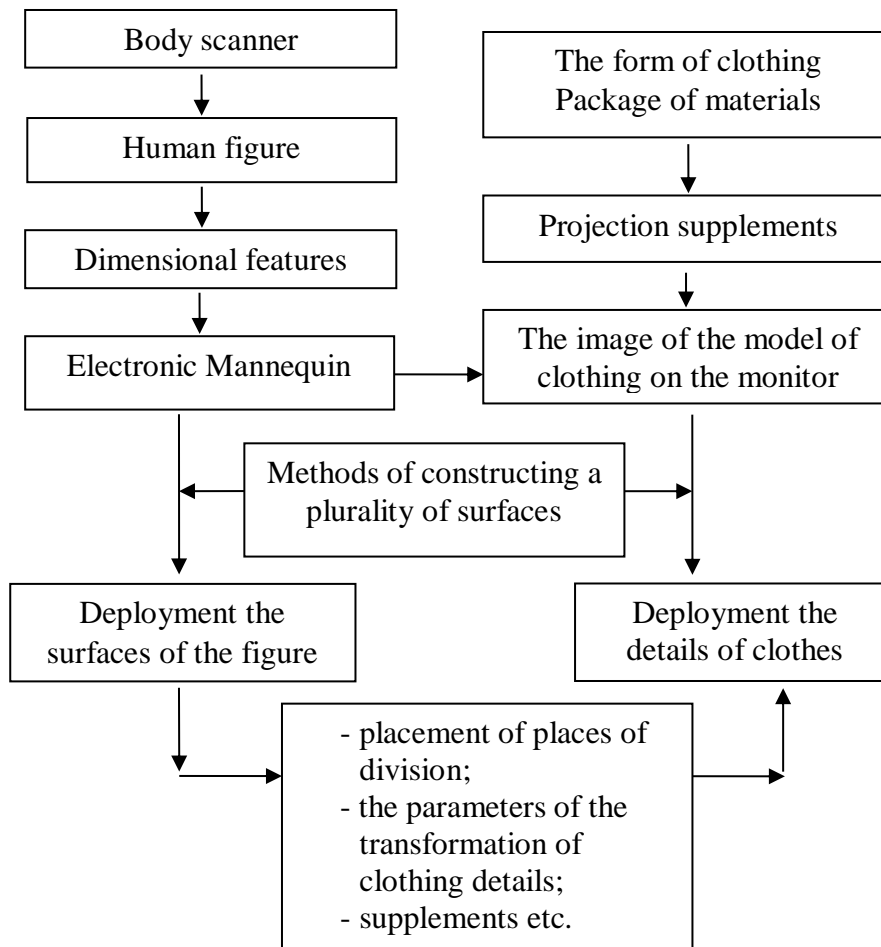 Body scanner
The form of clothing
Package of materials
Human figure
Projection supplements
Dimensional features
The image of the model of
clothing on the monitor
Electronic Mannequin
Methods of constructing a
plurality of surfaces
Deployment the
surfaces of the figure
Deployment the
details of clothes
- placement of places of
division;
- the parameters of the
transformation of
clothing details;
- supplements etc.